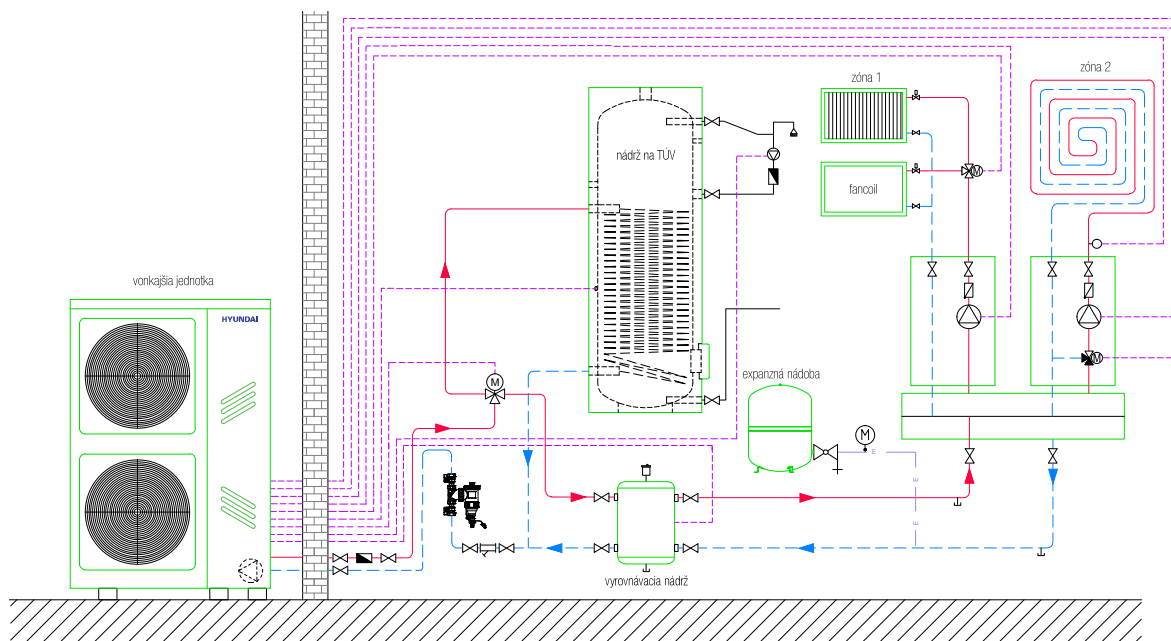 zóna 1
zóna 2
nádrž na TÚV
fancoil
M
vonkajšia jednotka
HYUNDAI
M
M
M
expanzná nádoba
M
E
E
E
vyrovnávacia nádrž